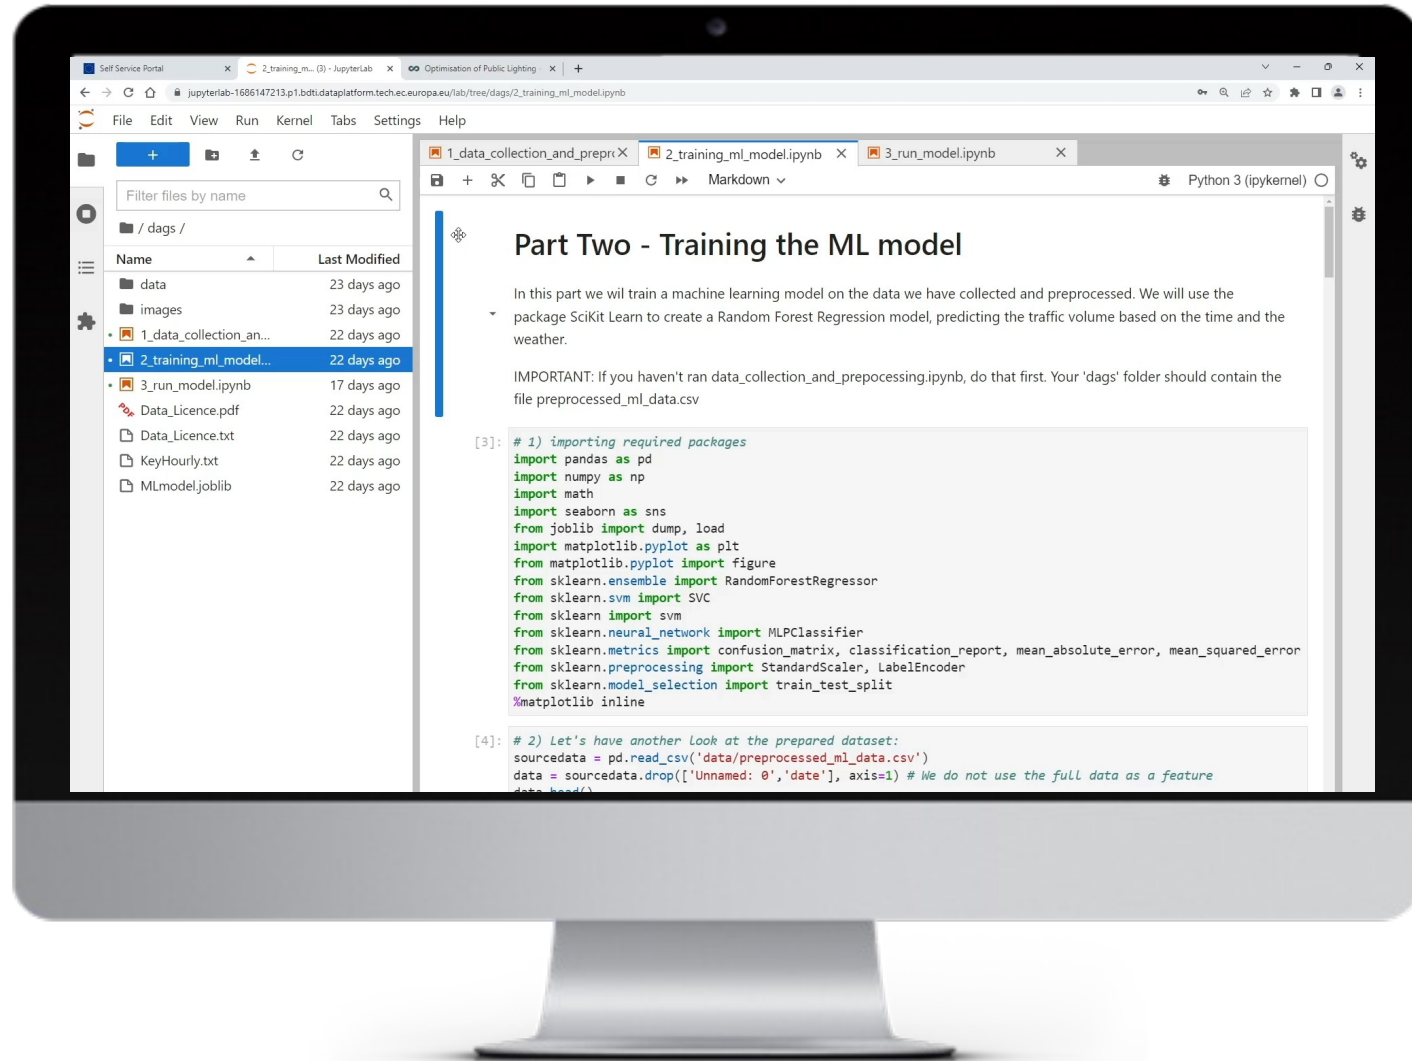 Self Service Portal
2_training_m... (3) - JupyterLab
Optimisation of Public Lighting
jupyterlab-1686147213.p1.bdti.dataplatform.tech.ec.europa.eu/lab/tree/dags/2_training_ml_model.ipynb
File Edit View Run Kernel Tabs Settings Help
1_data_collection_and_prepr
2_training_ml_model.ipynb
3_run_model.ipynb
Markdown
Python 3 (ipykernel)
Filter files by name
/ dags /
Name Last Modified
data 23 days ago
images 23 days ago
1_data_collection_an... 22 days ago
2_training_ml_model... 22 days ago
3_run_model.ipynb 17 days ago
PDF Data_Licence.pdf 22 days ago
Data_Licence.txt 22 days ago
KeyHourly.txt 22 days ago
MLmodel.joblib 22 days ago
Part Two - Training the ML model
In this part we wil train a machine learning model on the data we have collected and preprocessed. We will use the
package SciKit Learn to create a Random Forest Regression model, predicting the traffic volume based on the time and the
weather.
IMPORTANT: If you haven't ran data_collection_and_prepocessing.ipynb, do that first. Your 'dags' folder should contain the
file preprocessed_ml_data.csv
[3]: # 1) importing required packages
import pandas as pd
import numpy as np
import math
import seaborn as sns
from joblib import dump, load
import matplotlib.pyplot as plt
from matplotlib.pyplot import figure
from sklearn.ensemble import RandomForestRegressor
from sklearn.svm import SVC
from sklearn import svm
from sklearn.neural_network import MLPClassifier
from sklearn.metrics import confusion_matrix, classification_report, mean_absolute_error, mean_squared_error
from sklearn.preprocessing import StandardScaler, LabelEncoder
from sklearn.model_selection import train_test_split
%matplotlib inline
[4]: # 2) Let's have another look at the prepared dataset:
sourcedata = pd.read_csv('data/preprocessed_ml_data.csv')
data = sourcedata.drop(['Unnamed: 0','date'], axis=1) # We do not use the full data as a feature
data.head()